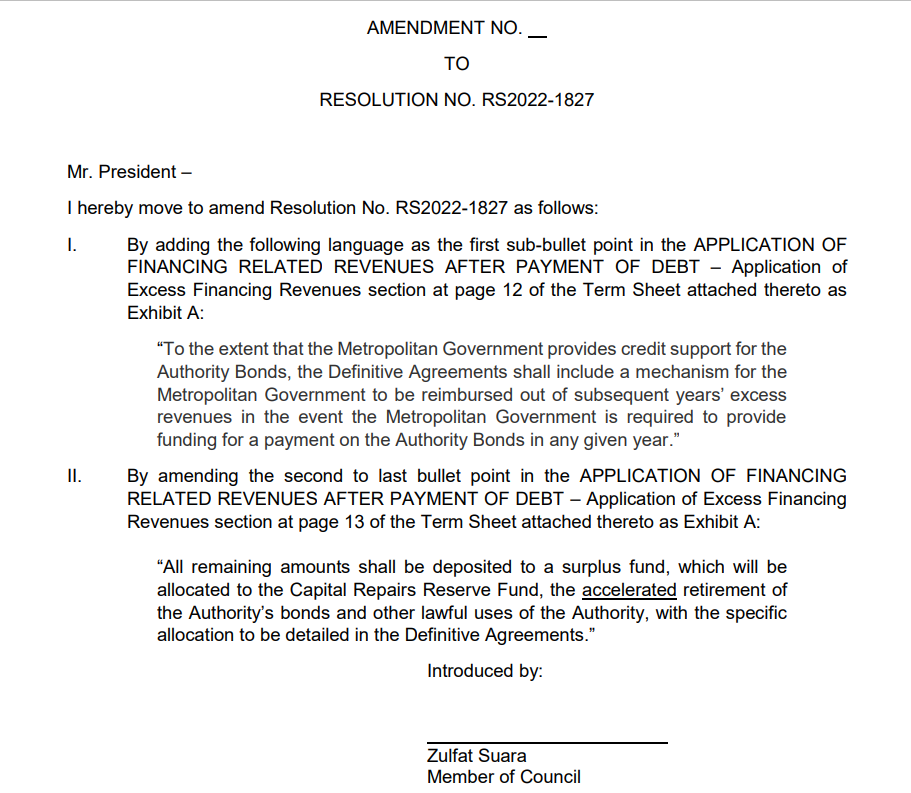 AMENDMENT NO. __
TO
RESOLUTION NO. RS2022-1827
Mr. President –
I hereby move to amend Resolution No. RS2022-1827 as follows:
I. By adding the following language as the first sub-bullet point in the APPLICATION OF
FINANCING RELATED REVENUES AFTER PAYMENT OF DEBT – Application of
Excess Financing Revenues section at page 12 of the Term Sheet attached thereto as
Exhibit A:
“To the extent that the Metropolitan Government provides credit support for the
Authority Bonds, the Definitive Agreements shall include a mechanism for the
Metropolitan Government to be reimbursed out of subsequent years’ excess
revenues in the event the Metropolitan Government is required to provide
funding for a payment on the Authority Bonds in any given year.”
II. By amending the second to last bullet point in the APPLICATION OF FINANCING
RELATED REVENUES AFTER PAYMENT OF DEBT – Application of Excess Financing
Revenues section at page 13 of the Term Sheet attached thereto as Exhibit A:
“All remaining amounts shall be deposited to a surplus fund, which will be
allocated to the Capital Repairs Reserve Fund, the accelerated retirement of
the Authority’s bonds and other lawful uses of the Authority, with the specific
allocation to be detailed in the Definitive Agreements.”
Introduced by:
Zulfat Suara
Member of Council